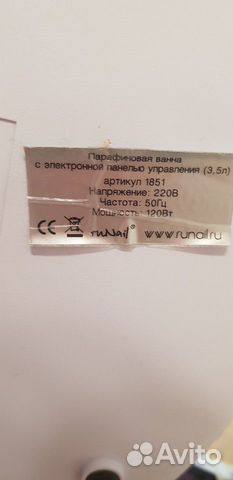 Парафиновая ванна
с электронной панелью управления (3,5л)
артикул 1851
Напряжение: 220В
Частота: 50Гц
Мощность: 120Вт
CE ruNail® www.runail.ru
Avito